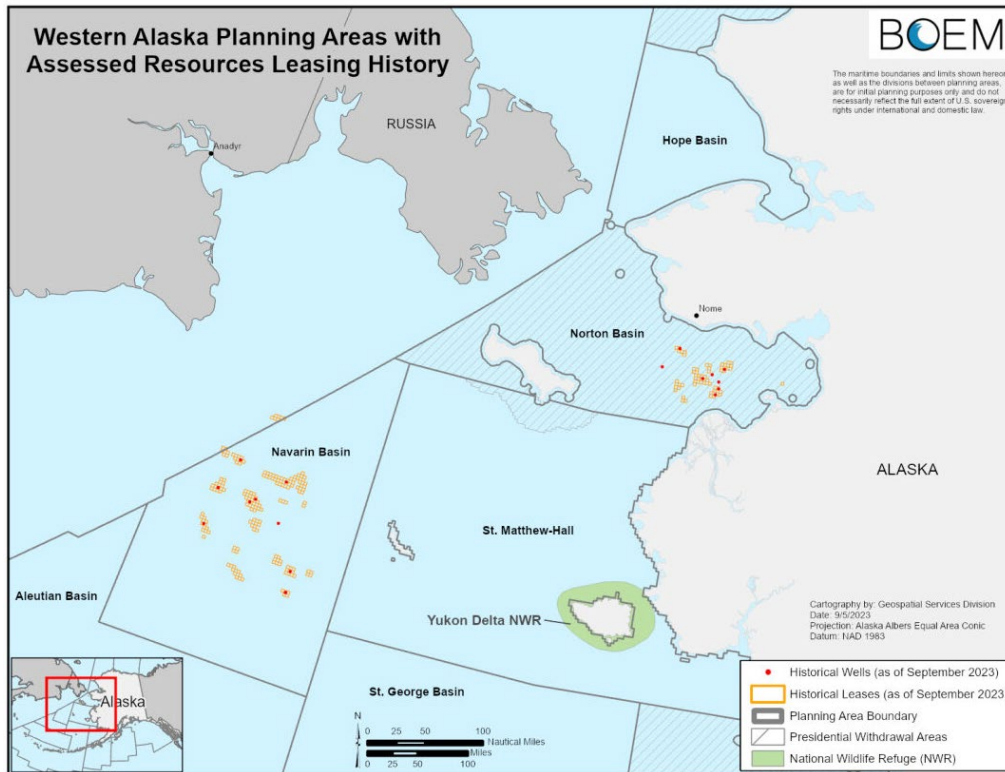 Western Alaska Planning Areas with
Assessed Resources Leasing History
BOEM
The maritime boundaries and limits shown hereon
as well as the divisions between planning areas,
are for initial planning purposes only and do not
necessarily reflect the full extent of U.S. sovereign
rights under international and domestic law.
RUSSIA
Anadyr
Hope Basin
Nome
Norton Basin
Navarin Basin
ALASKA
St. Matthew-Hall
Aleutian Basin
Yukon Delta NWR
Cartography by: Geospatial Services Division
Date: 9/5/2023
Projection: Alaska Albers Equal Area Conic
Datum: NAD 1983
St. George Basin
Alaska
N
0 25 50 100
Nautical Miles
Miles
0 25 50 100
Historical Wells (as of September 2023)
Historical Leases (as of September 2023
Planning Area Boundary
Presidential Withdrawal Areas
National Wildlife Refuge (NWR)